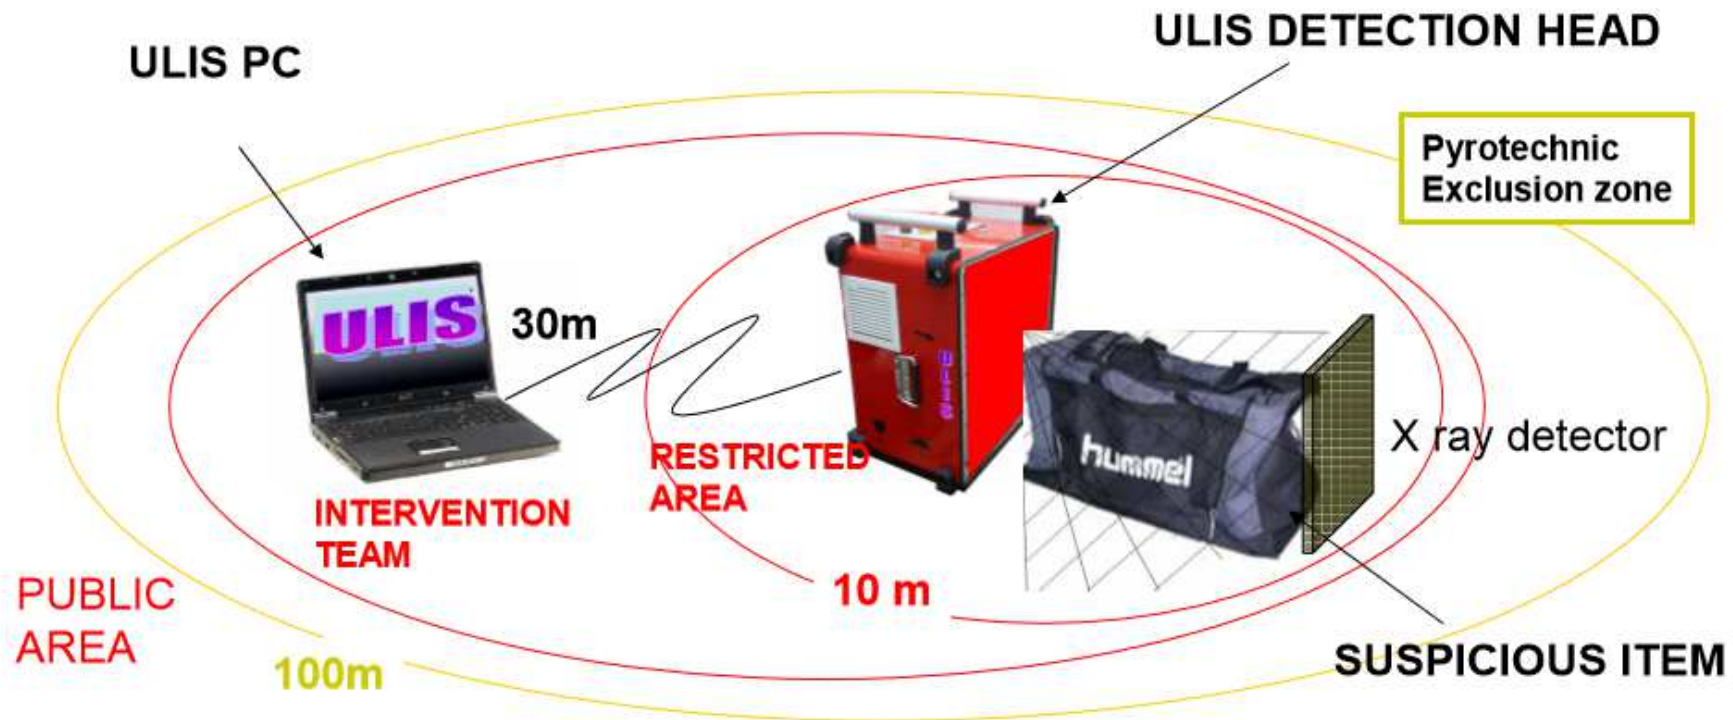 ULIS DETECTION HEAD
ULIS PC
Pyrotechnic
Exclusion zone
ULIS
30m
ULIS
hummel
X ray detector
RESTRICTED
AREA
INTERVENTION
TEAM
10 m
PUBLIC
AREA
100m
SUSPICIOUS ITEM